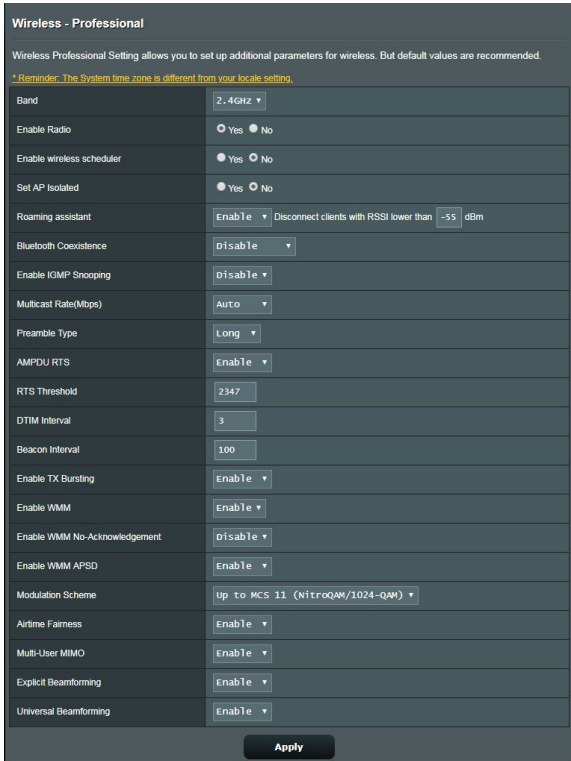 Wireless - Professional
Wireless Professional Setting allows you to set up additional parameters for wireless. But default values are recommended.
* Reminder: The System time zone is different from your locale setting.
Band 2.4GHz
Enable Radio Yes No
Enable wireless scheduler Yes No
Set AP Isolated Yes No
Roaming assistant Enable Disconnect clients with RSSI lower than -55 dBm
Bluetooth Coexistence Disable
Enable IGMP Snooping Disable
Multicast Rate(Mbps) Auto
Preamble Type Long
AMPDU RTS Enable
RTS Threshold 2347
DTIM Interval 3
Beacon Interval 100
Enable TX Bursting Enable
Enable WMM Enable
Enable WMM No-Acknowledgement Disable
Enable WMM APSD Enable
Modulation Scheme Up to MCS 11 (NitroQAM/1024-QAM)
Airtime Fairness Enable
Multi-User MIMO Enable
Explicit Beamforming Enable
Universal Beamforming Enable
Apply